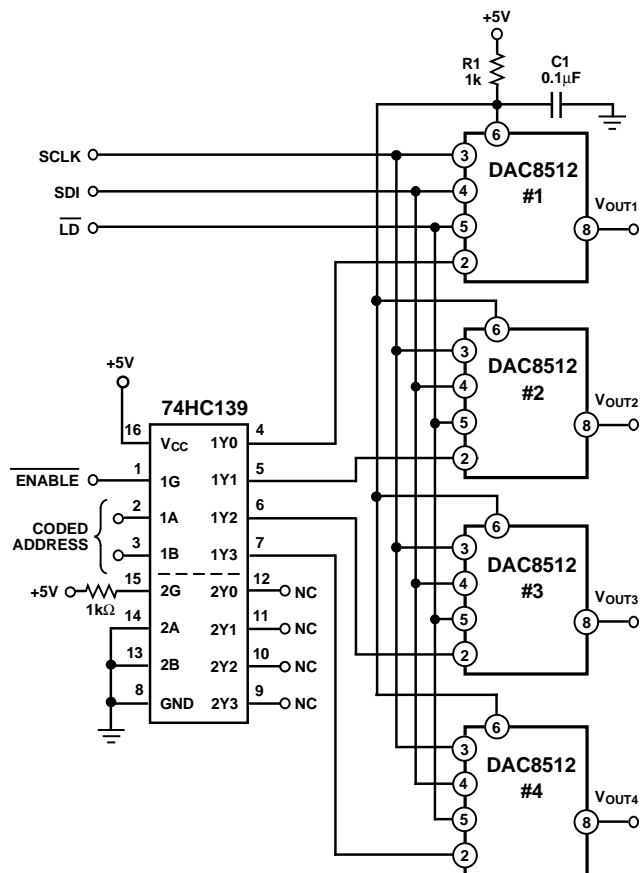 +5V
R1
1k
C1
0.1µF
6
SCLK
3
DAC8512
#1
SDI
4
VOUT1
LD
5
8
2
6
3
DAC8512
#2
4
VOUT2
5
8
2
+5V
74HC139
16
VCC
1Y0
4
ENABLE
1
1G
1Y1
5
CODED
ADDRESS
2
1A
1Y2
6
3
1B
1Y3
7
+5V
1kΩ
15
2G
2Y0
12
NC
14
2A
2Y1
11
NC
13
2B
2Y2
10
NC
8
GND
2Y3
9
NC
6
3
DAC8512
#3
4
VOUT3
5
8
2
6
3
DAC8512
#4
4
VOUT4
5
8
2